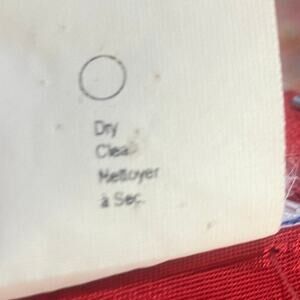 Dry
Clean
Nettoyer
à Sec.